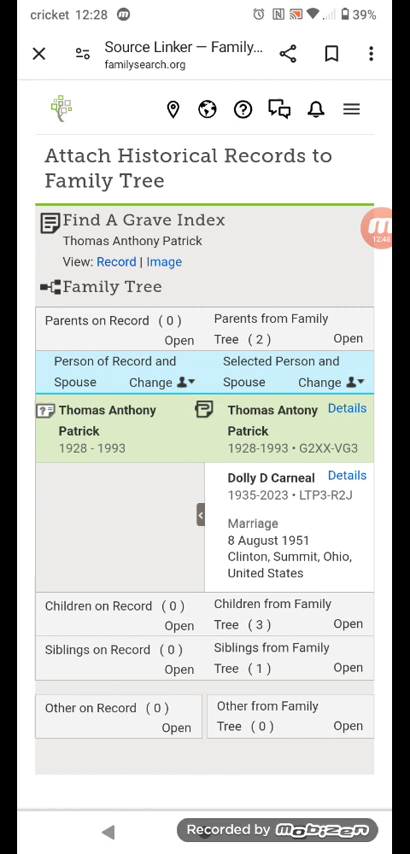 cricket 12:28 39%
Source Linker — Family...
familysearch.org
Attach Historical Records to
Family Tree
Find A Grave Index
12:48
Thomas Anthony Patrick
View: Record | Image
Family Tree
Parents on Record ( 0 ) Parents from Family
Open Tree ( 2 ) Open
Person of Record and Selected Person and
Spouse Change Spouse Change
Thomas Anthony Thomas Antony Details
Patrick Patrick
1928 - 1993 1928-1993 • G2XX-VG3
Dolly D Carneal Details
1935-2023 • LTP3-R2J
Marriage
8 August 1951
Clinton, Summit, Ohio,
United States
Children on Record ( 0 ) Children from Family
Open Tree ( 3 ) Open
Siblings on Record ( 0 ) Siblings from Family
Open Tree ( 1 ) Open
Other on Record ( 0 ) Other from Family
Open Tree ( 0 ) Open
Recorded by mobizen